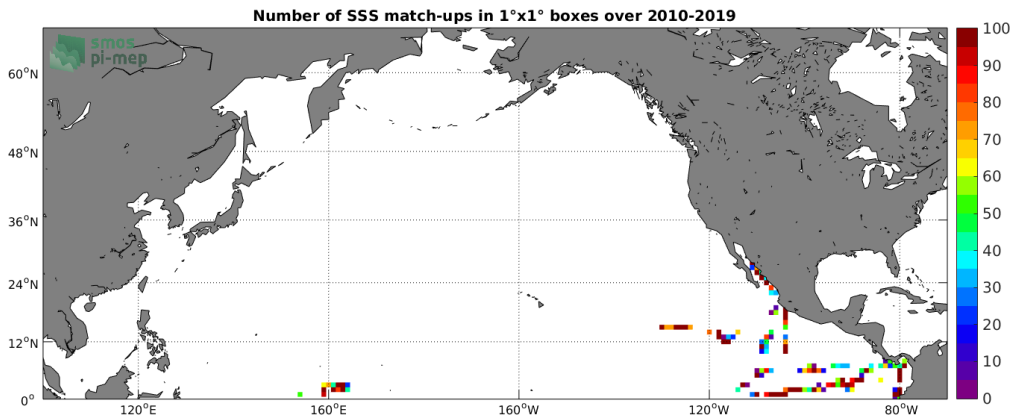 Number of SSS match-ups in 1°x1° boxes over 2010-2019
smos
pi-mep
60°N
48°N
36°N
24°N
12°N
0°
120°E
160°E
160°W
120°W
80°W
100
90
80
70
60
50
40
30
20
10
0